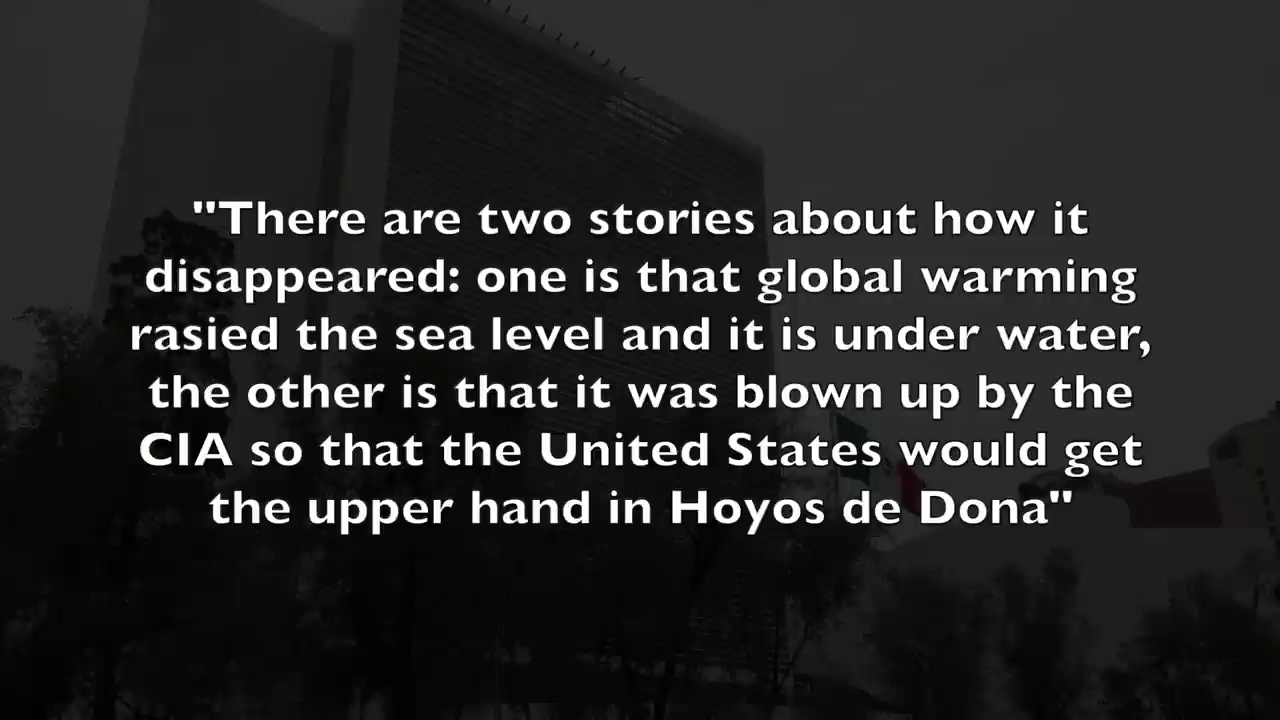 "There are two stories about how it
disappeared: one is that global warming
rasied the sea level and it is under water,
the other is that it was blown up by the
CIA so that the United States would get
the upper hand in Hoyos de Dona"